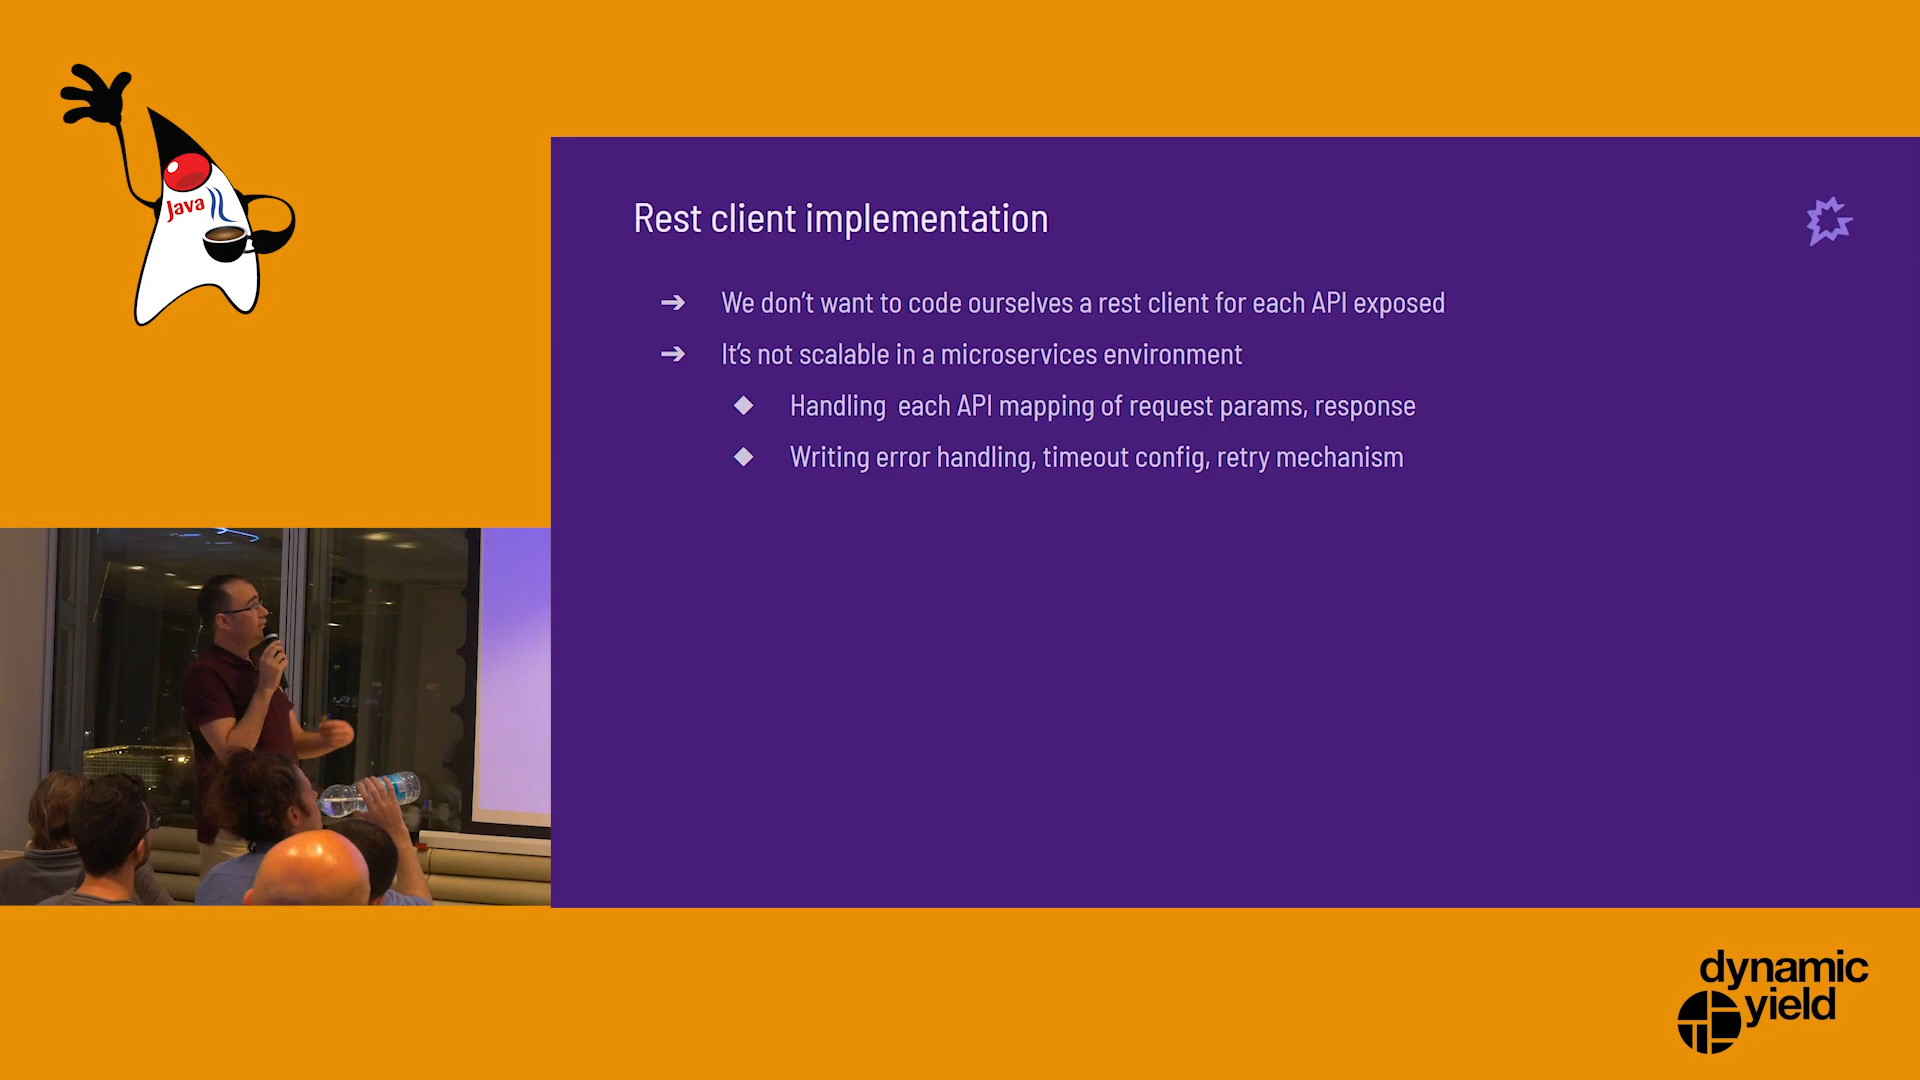 Java
Rest client implementation
➔ We don't want to code ourselves a rest client for each API exposed
➔ It's not scalable in a microservices environment
◆ Handling  each API mapping of request params, response
◆ Writing error handling, timeout config, retry mechanism
dynamic
yield